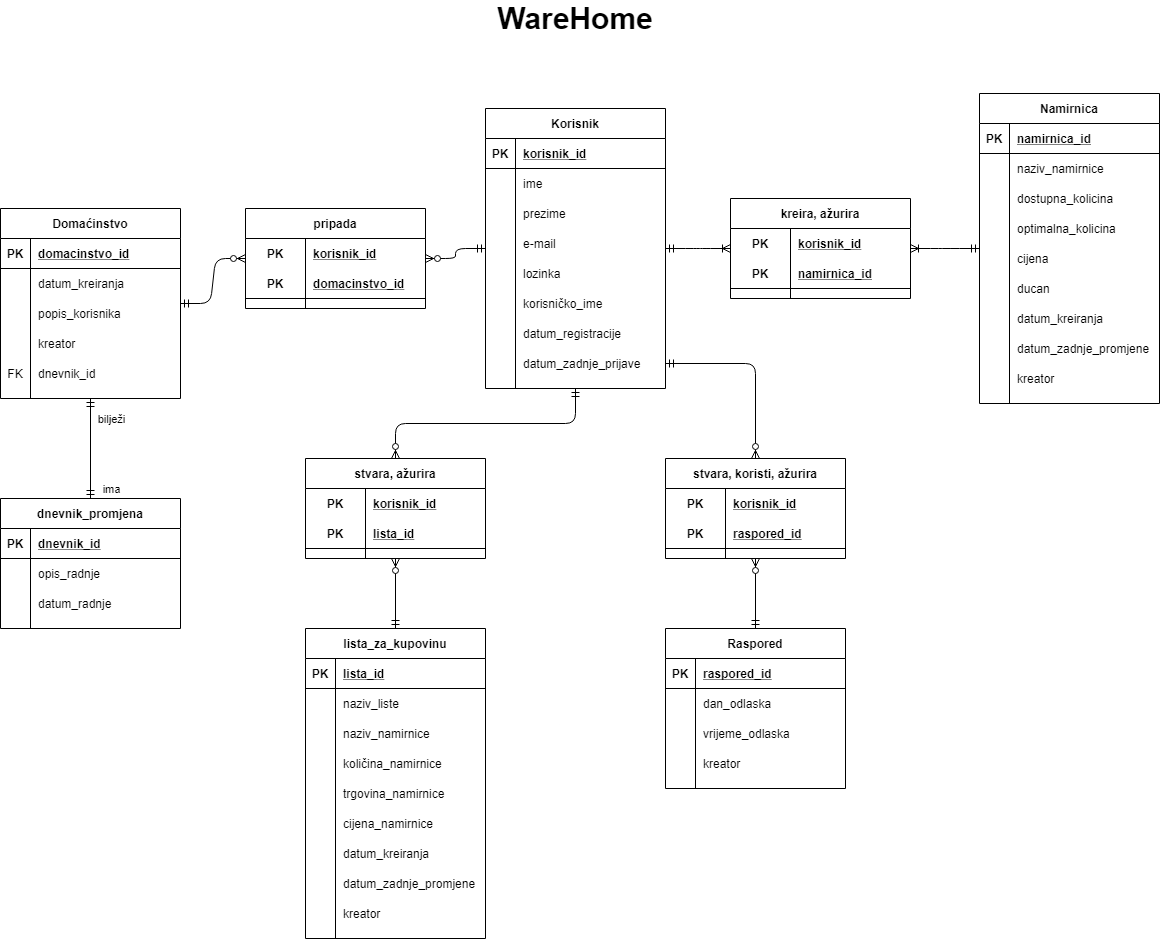 WareHome
Korisnik
PK korisnik_id
ime
prezime
e-mail
lozinka
korisničko_ime
datum_registracije
datum_zadnje_prijave
Namirnica
PK namirnica_id
naziv_namirnice
dostupna_kolicina
optimalna_kolicina
cijena
ducan
datum_kreiranja
datum_zadnje_promjene
kreator
kreira, ažurira
PK korisnik_id
PK namirnica_id
Domaćinstvo
PK domacinstvo_id
datum_kreiranja
popis_korisnika
kreator
FK dnevnik_id
pripada
PK korisnik_id
PK domacinstvo_id
bilježi
ima
dnevnik_promjena
PK dnevnik_id
opis_radnje
datum_radnje
stvara, ažurira
PK korisnik_id
PK lista_id
stvara, koristi, ažurira
PK korisnik_id
PK raspored_id
lista_za_kupovinu
PK lista_id
naziv_liste
naziv_namirnice
količina_namirnice
trgovina_namirnice
cijena_namirnice
datum_kreiranja
datum_zadnje_promjene
kreator
Raspored
PK raspored_id
dan_odlaska
vrijeme_odlaska
kreator